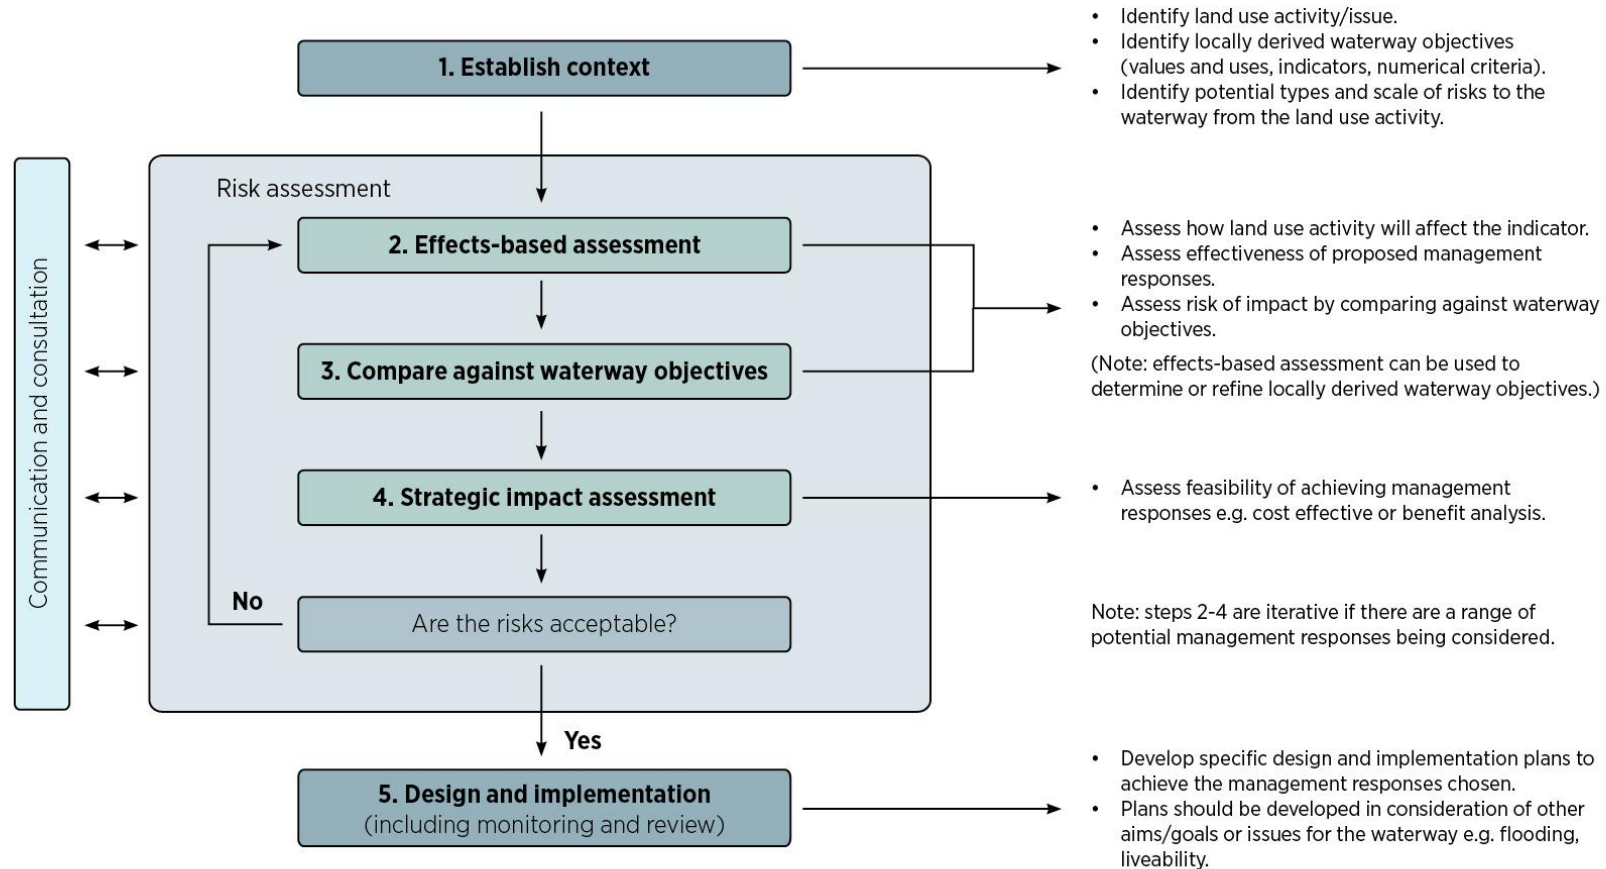 1. Establish context
• Identify land use activity/issue.
• Identify locally derived waterway objectives
(values and uses, indicators, numerical criteria).
• Identify potential types and scale of risks to the
waterway from the land use activity.
Communication and consultation
Risk assessment
2. Effects-based assessment
3. Compare against waterway objectives
• Assess how land use activity will affect the indicator.
• Assess effectiveness of proposed management
responses.
• Assess risk of impact by comparing against waterway
objectives.
(Note: effects-based assessment can be used to
determine or refine locally derived waterway objectives.)
4. Strategic impact assessment
• Assess feasibility of achieving management
responses e.g. cost effective or benefit analysis.
No
Are the risks acceptable?
Note: steps 2-4 are iterative if there are a range of
potential management responses being considered.
Yes
5. Design and implementation
(including monitoring and review)
• Develop specific design and implementation plans to
achieve the management responses chosen.
• Plans should be developed in consideration of other
aims/goals or issues for the waterway e.g. flooding,
liveability.